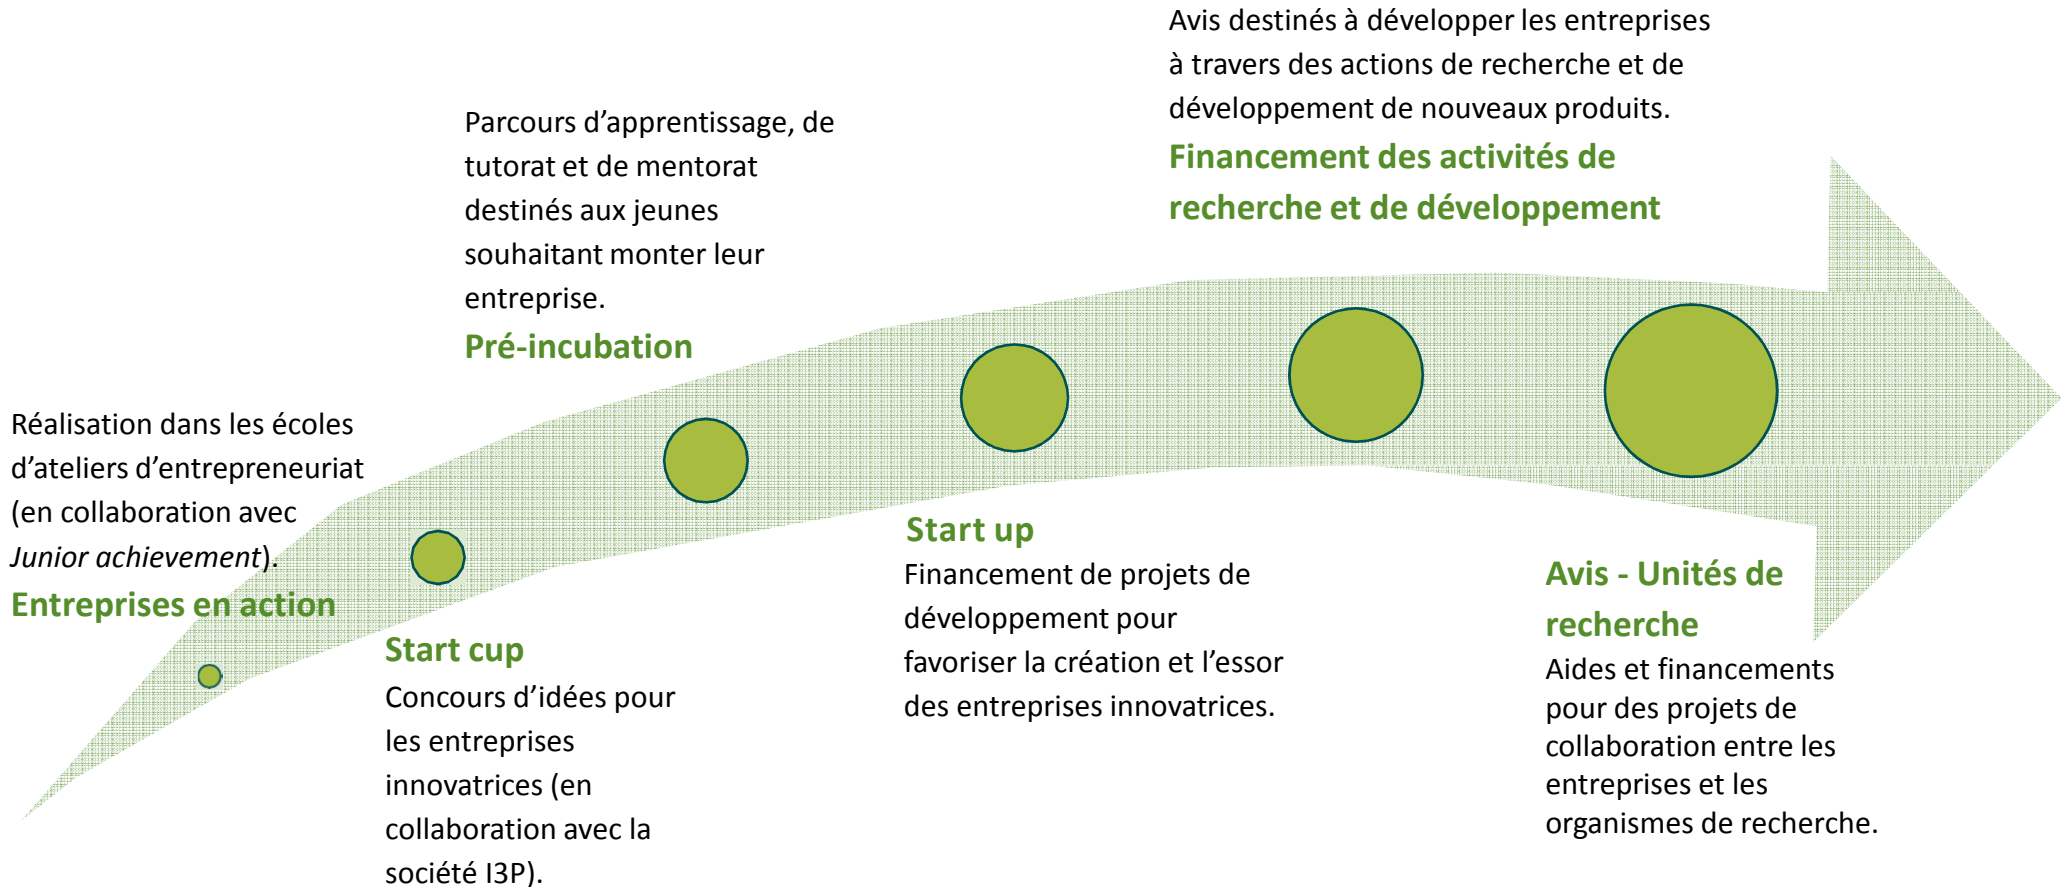 Réalisation dans les écoles
d’ateliers d’entrepreneuriat
(en collaboration avec
Junior achievement).
Entreprises en action
Start cup
Concours d’idées pour
les entreprises
innovatrices (en
collaboration avec la
société I3P).
Parcours d’apprentissage, de
tutorat et de mentorat
destinés aux jeunes
souhaitant monter leur
entreprise.
Pré-incubation
Start up
Financement de projets de
développement pour
favoriser la création et l’essor
des entreprises innovatrices.
Avis destinés à développer les entreprises
à travers des actions de recherche et de
développement de nouveaux produits.
Financement des activités de
recherche et de développement
Avis - Unités de
recherche
Aides et financements
pour des projets de
collaboration entre les
entreprises et les
organismes de recherche.